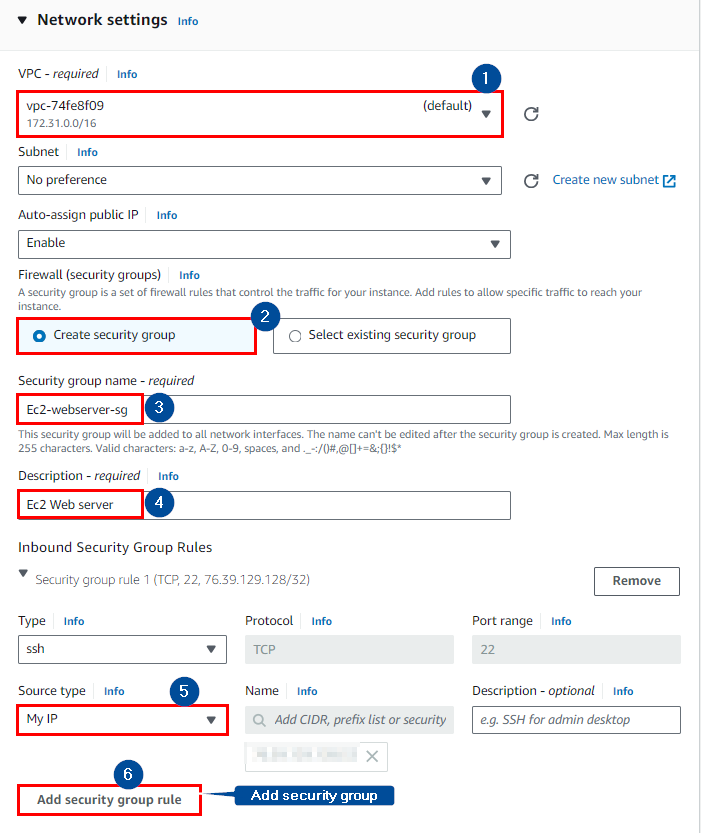 Network settings Info
VPC - required Info
1
vpc-74fe8f09 (default)
172.31.0.0/16
Subnet Info
No preference Create new subnet
Auto-assign public IP Info
Enable
Firewall (security groups) Info
A security group is a set of firewall rules that control the traffic for your instance. Add rules to allow specific traffic to reach your
instance.
2
Create security group Select existing security group
Security group name - required
Ec2-webserver-sg 3
This security group will be added to all network interfaces. The name can't be edited after the security group is created. Max length is
255 characters. Valid characters: a-z, A-Z, 0-9, spaces, and ._-:/()#,@[]+=&;{}!$*
Description - required Info
Ec2 Web server 4
Inbound Security Group Rules
Security group rule 1 (TCP, 22, 76.39.129.128/32) Remove
Type Info Protocol Info Port range Info
ssh TCP 22
Source type Info 5 Name Info Description - optional Info
My IP Add CIDR, prefix list or security e.g. SSH for admin desktop
6
Add security group rule Add security group